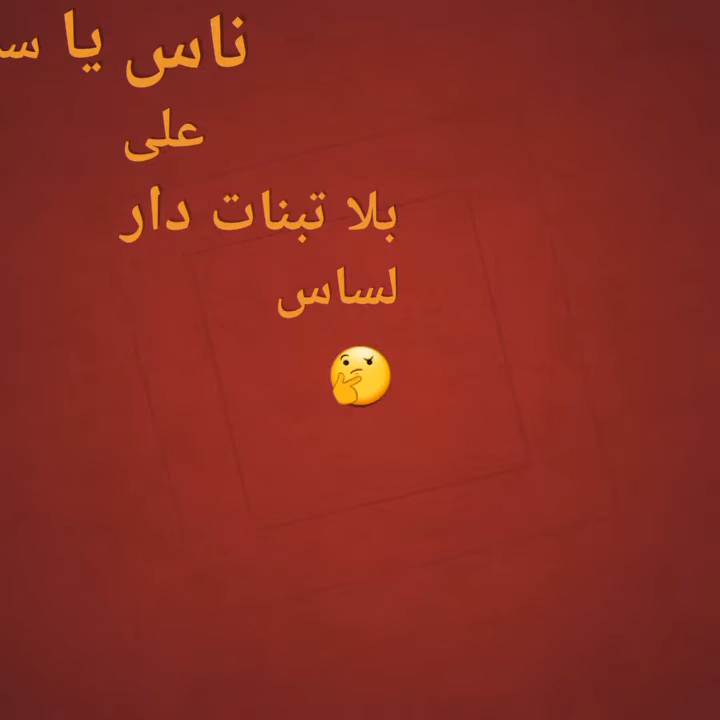 ناس يا
على
بلا تبنات دار
لساس
🤔